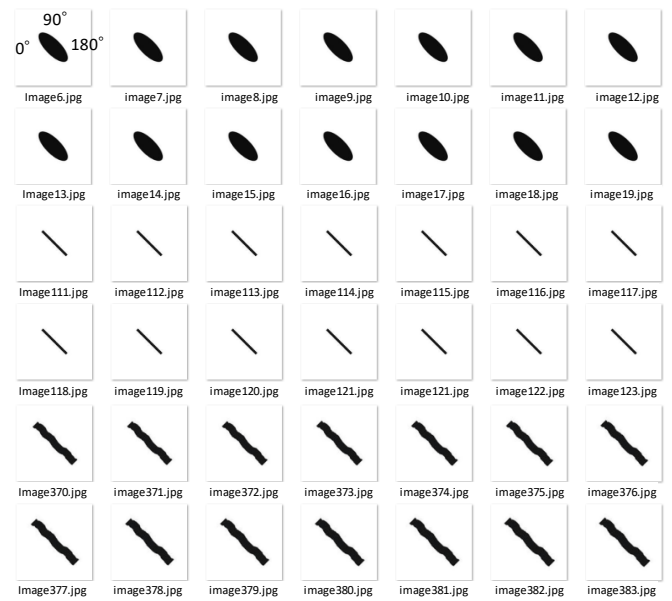 90°
0° 180°
Image6.jpg image7.jpg image8.jpg image9.jpg image10.jpg image11.jpg image12.jpg
Image13.jpg image14.jpg image15.jpg image16.jpg image17.jpg image18.jpg image19.jpg
Image111.jpg image112.jpg image113.jpg image114.jpg image115.jpg image116.jpg image117.jpg
Image118.jpg image119.jpg image120.jpg image121.jpg image121.jpg image122.jpg image123.jpg
Image370.jpg image371.jpg image372.jpg image373.jpg image374.jpg image375.jpg image376.jpg
Image377.jpg image378.jpg image379.jpg image380.jpg image381.jpg image382.jpg image383.jpg